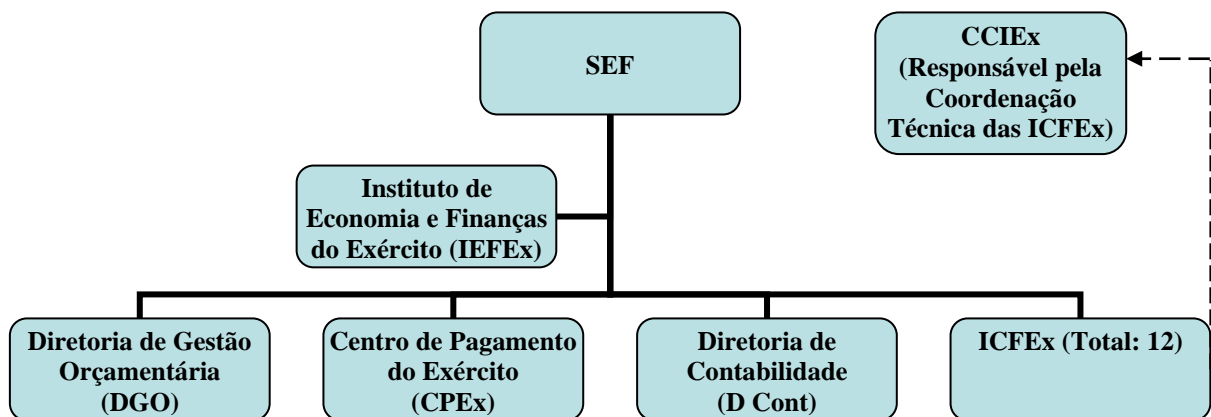 SEF
CCIEx
(Responsável pela
Coordenação
Técnica das ICFEx)
Instituto de
Economia e Finanças
do Exército (IEFEx)
Diretoria de Gestão
Orçamentária
(DGO)
Centro de Pagamento
do Exército
(CPEx)
Diretoria de
Contabilidade
(D Cont)
ICFEx (Total: 12)